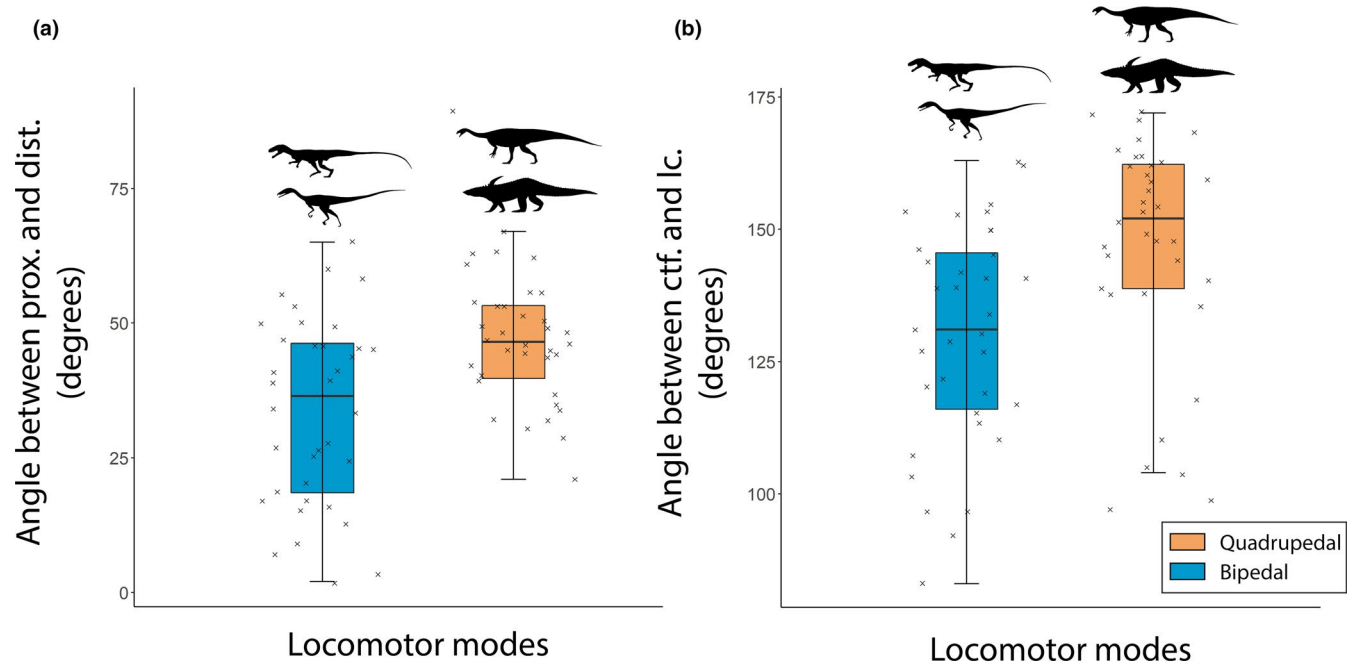 (a)
Angle between prox. and dist.
(degrees)
75
50
25
0
Locomotor modes
(b)
Angle between ctf. and lc.
(degrees)
175
150
125
100
Quadrupedal
Bipedal
Locomotor modes